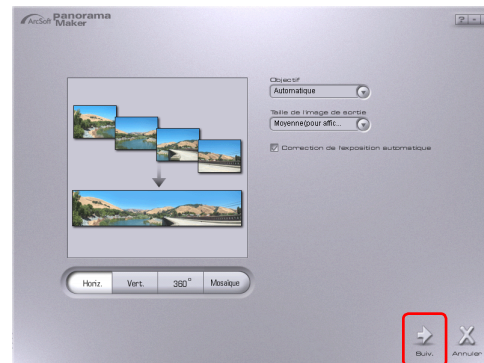 ArcSoft Panorama Maker
? -
Objectif
Automatique
Taille de l'image de sortie
Moyenne(pour affic...
Correction de l'exposition automatique
Horiz. Vert. 360° Mosaïque
Suiv. Annuler